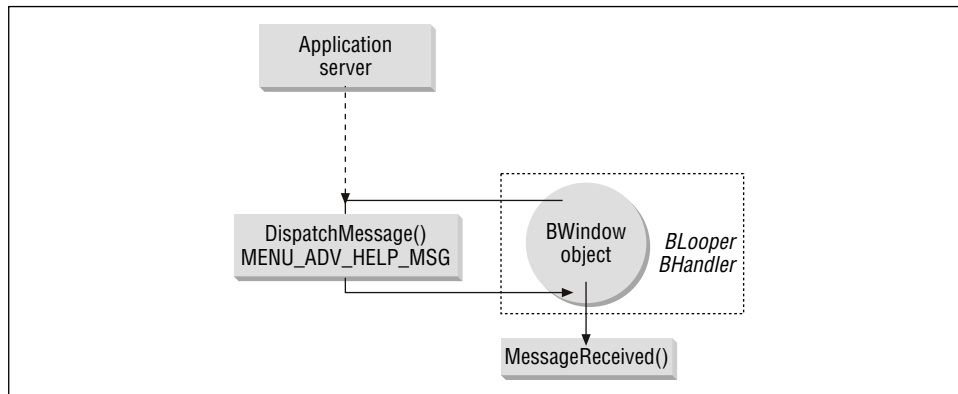 Application
server
DispatchMessage()
MENU_ADV_HELP_MSG
BWindow
object
BLooper
BHandler
MessageReceived()